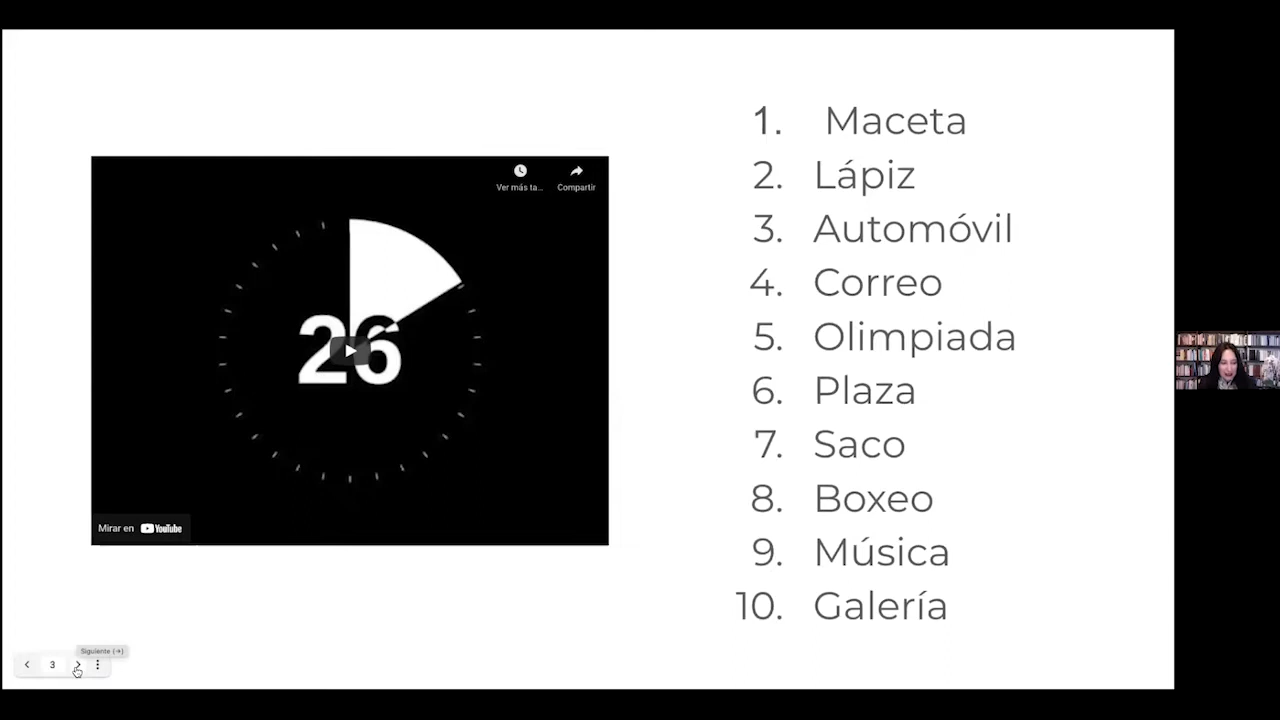 1. Maceta
2. Lápiz
3. Automóvil
4. Correo
5. Olimpiada
6. Plaza
7. Saco
8. Boxeo
9. Música
10. Galería
Ver más ta...
Compartir
26
Mirar en YouTube
Siguiente (→)
3